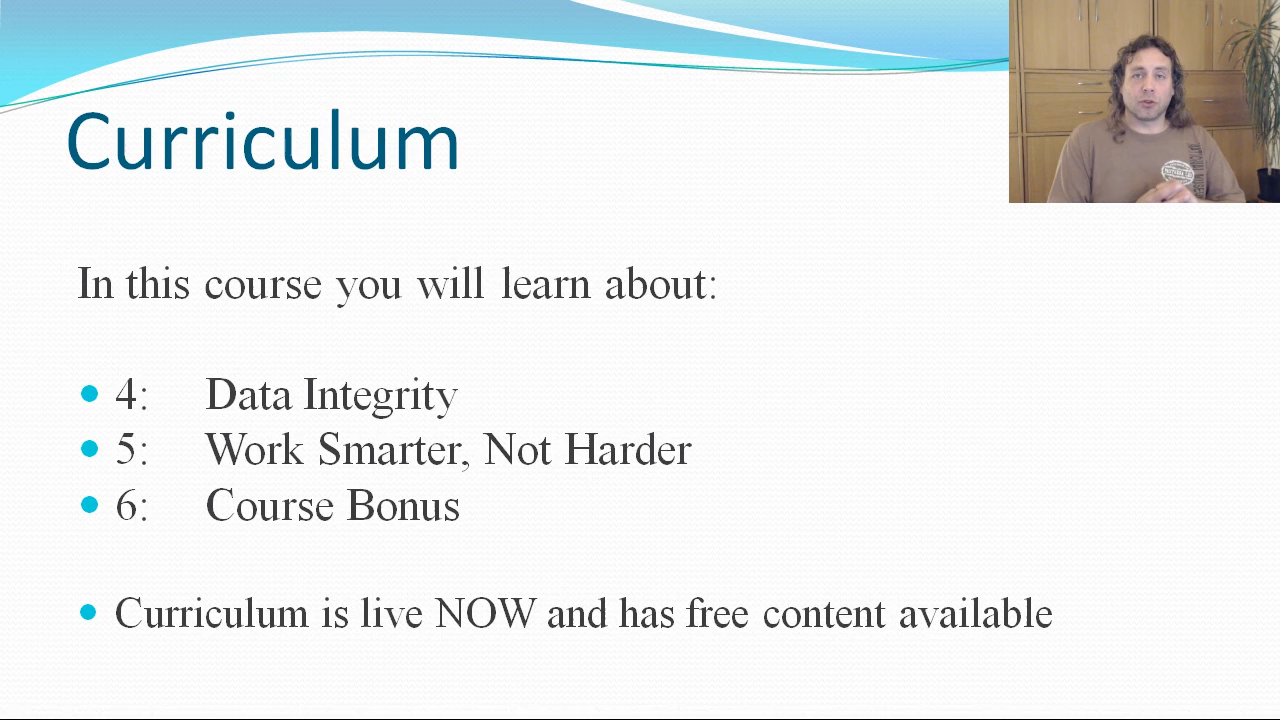 Curriculum
In this course you will learn about:
4: Data Integrity
5: Work Smarter, Not Harder
6: Course Bonus
Curriculum is live NOW and has free content available